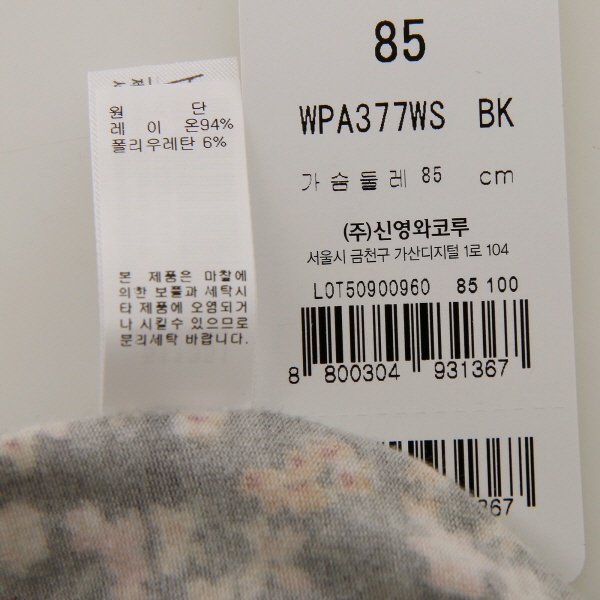 원 단
레 이 온94%
폴리우레탄 6%
본 제품은 마찰에
의한 보풀과 세탁시
타 제품에 오염되거
나 시킬수 있으므로
분리세탁 바랍니다.
85
WPA377WS BK
가 슴 둘 레 85 cm
(주)신영와코루
서울시 금천구 가산디지털 1로 104
LOT50900960 85 100
8 800304 931367
367